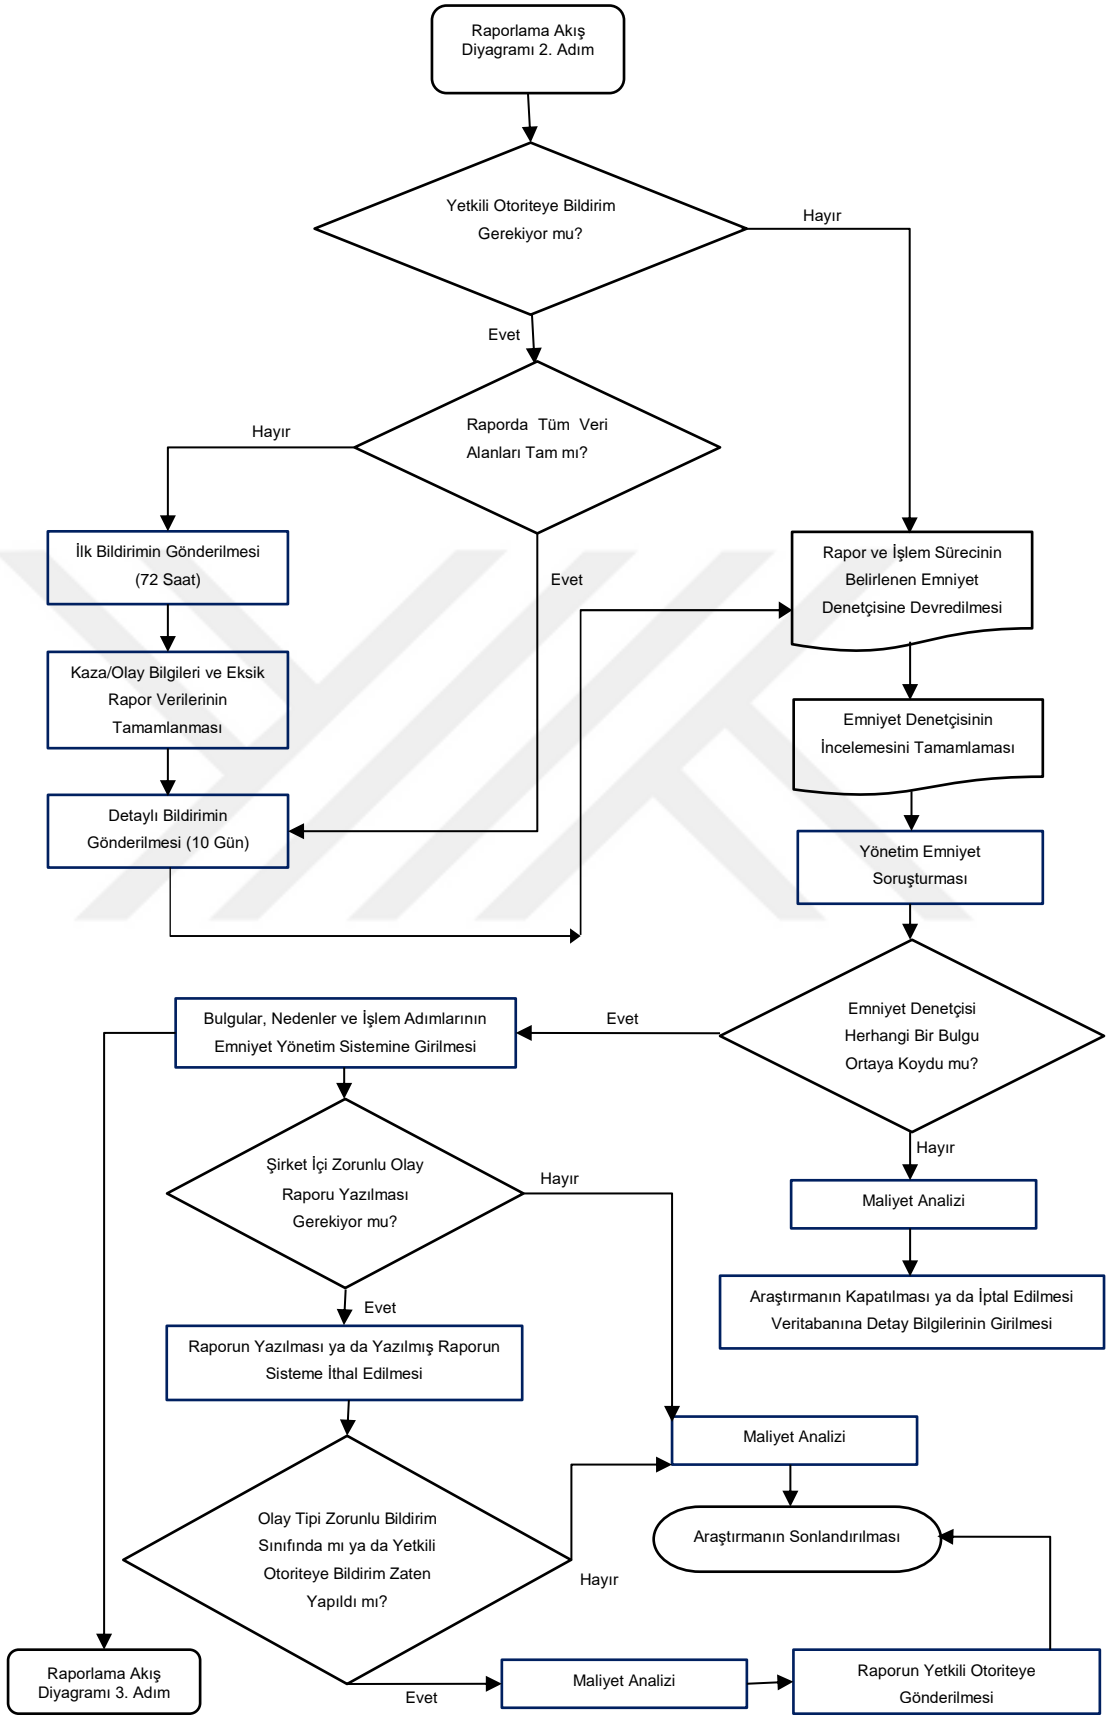 Raporlama Akış
Diyagramı 2. Adım
Yetkili Otoriteye Bildirim
Gerekiyor mu?
Hayır
Evet
Raporda Tüm Veri
Alanları Tam mı?
Hayır
Evet
İlk Bildirimin Gönderilmesi
(72 Saat)
Rapor ve İşlem Sürecinin
Belirlenen Emniyet
Denetçisine Devredilmesi
Kaza/Olay Bilgileri ve Eksik
Rapor Verilerinin
Tamamlanması
Emniyet Denetçisinin
İncelemesini Tamamlaması
Detaylı Bildirimin
Gönderilmesi (10 Gün)
Yönetim Emniyet
Soruşturması
Emniyet Denetçisi
Herhangi Bir Bulgu
Ortaya Koydu mu?
Evet
Bulgular, Nedenler ve İşlem Adımlarının
Emniyet Yönetim Sistemine Girilmesi
Hayır
Şirket İçi Zorunlu Olay
Raporu Yazılması
Gerekiyor mu?
Hayır
Maliyet Analizi
Evet
Araştırmanın Kapatılması ya da İptal Edilmesi
Veritabanına Detay Bilgilerinin Girilmesi
Raporun Yazılması ya da Yazılmış Raporun
Sisteme İthal Edilmesi
Maliyet Analizi
Olay Tipi Zorunlu Bildirim
Sınıfında mı ya da Yetkili
Otoriteye Bildirim Zaten
Yapıldı mı?
Araştırmanın Sonlandırılması
Hayır
Raporlama Akış
Diyagramı 3. Adım
Evet
Maliyet Analizi
Raporun Yetkili Otoriteye
Gönderilmesi